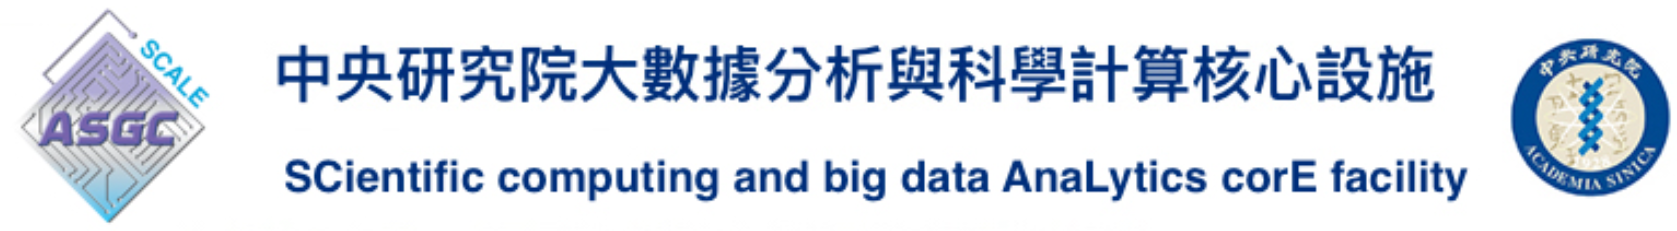 SCALE
ASGC
中央研究院大數據分析與科學計算核心設施
SCientific computing and big data AnaLytics corE facility
中央研究院
1928
ACADEMIA SINICA